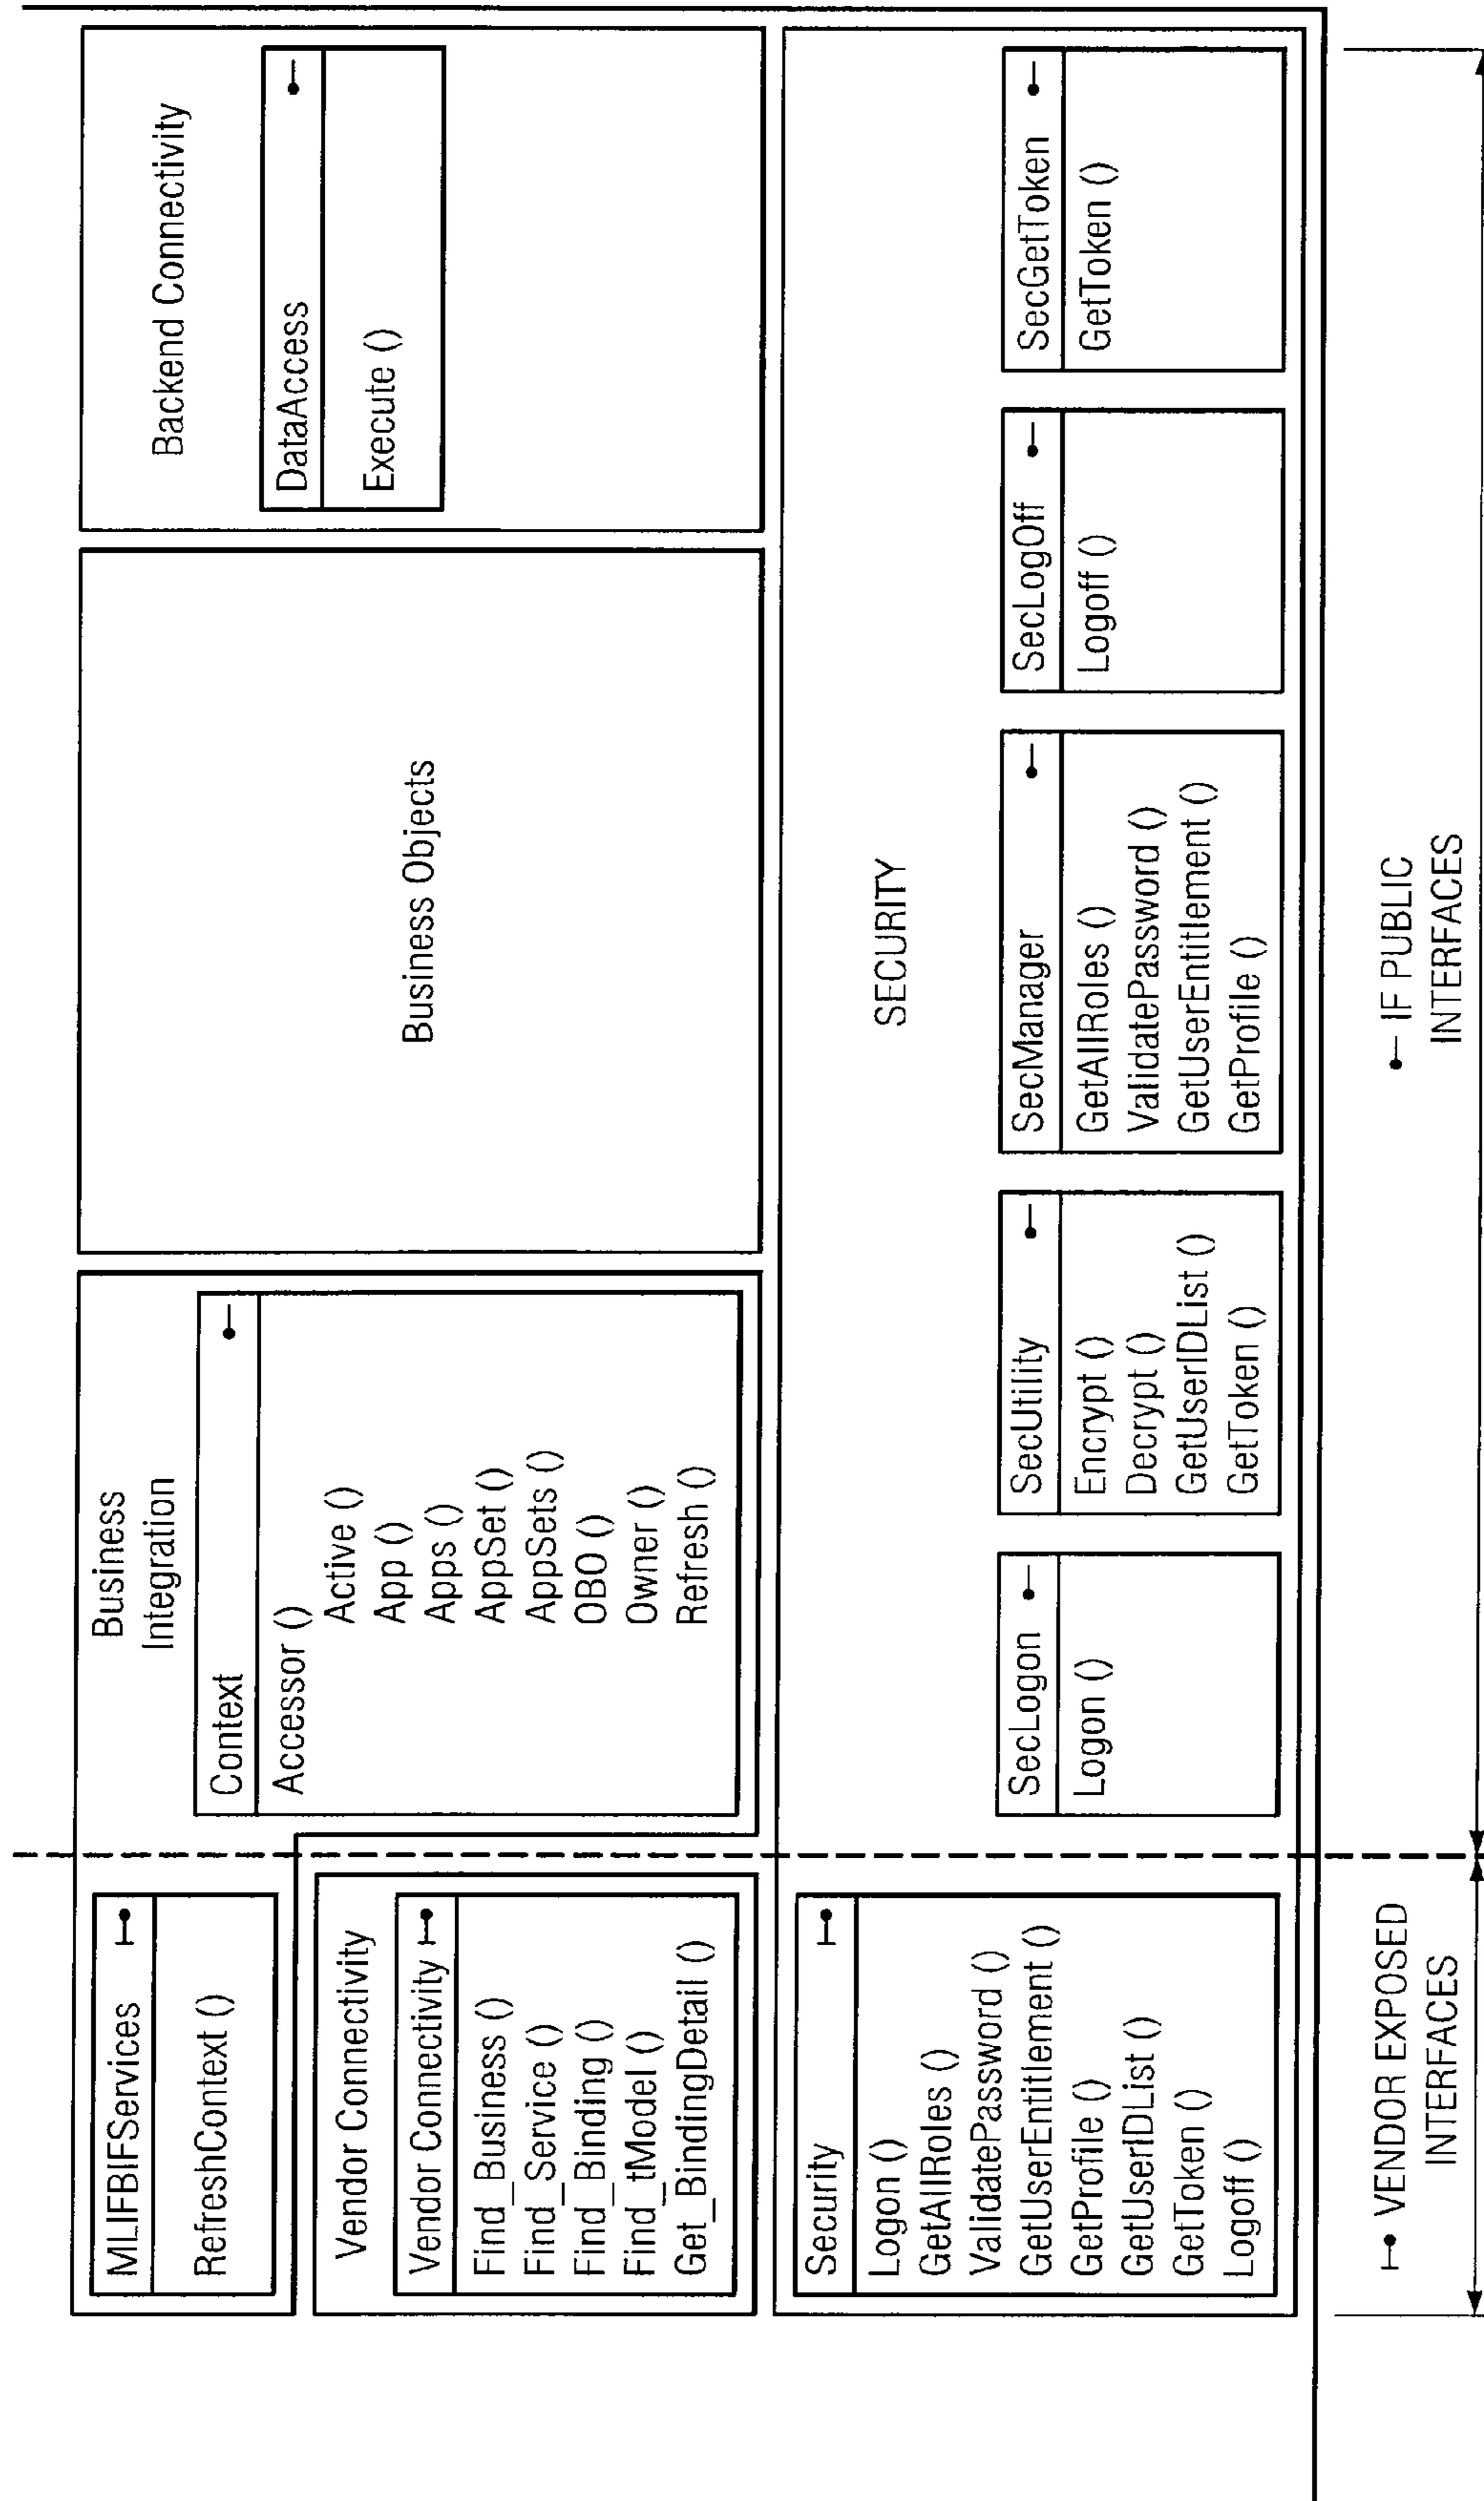 MLIFBIFServices
RefreshContext ()
Vendor Connectivity
Vendor Connectivity
Find_Business ()
Find_Service ()
Find_Binding ()
Find_tModel ()
Get_BindingDetail ()
Security
Logon ()
GetAllRoles ()
ValidatePassword ()
GetUserEntitlement ()
GetProfile ()
GetUserIDList ()
GetToken ()
Logoff ()
VENDOR EXPOSED
INTERFACES
Business
Integration
Context
Accessor ()
Active ()
App ()
Apps ()
AppSet ()
AppSets ()
OBO ()
Owner ()
Refresh ()
Business Objects
Backend Connectivity
DataAccess
Execute ()
SECURITY
SecLogon
Logon ()
SecUtility
Encrypt ()
Decrypt ()
GetUserIDList ()
GetToken ()
SecManager
GetAllRoles ()
ValidatePassword ()
GetUserEntitlement ()
GetProfile ()
SecLogOff
Logoff ()
SecGetToken
GetToken ()
IF PUBLIC
INTERFACES